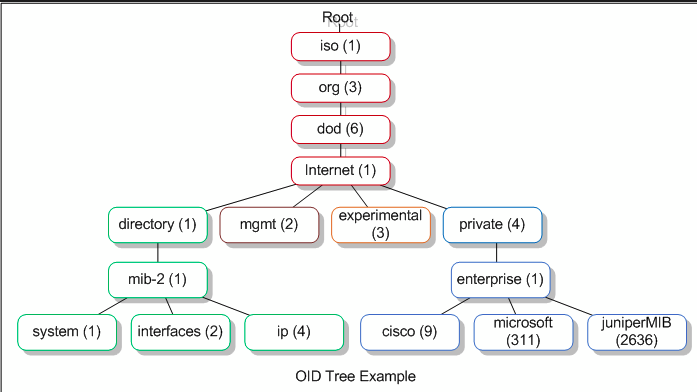 Root
iso (1)
org (3)
dod (6)
Internet (1)
directory (1)
mgmt (2)
experimental
(3)
private (4)
mib-2 (1)
enterprise (1)
system (1)
interfaces (2)
ip (4)
cisco (9)
microsoft
(311)
juniperMIB
(2636)
OID Tree Example